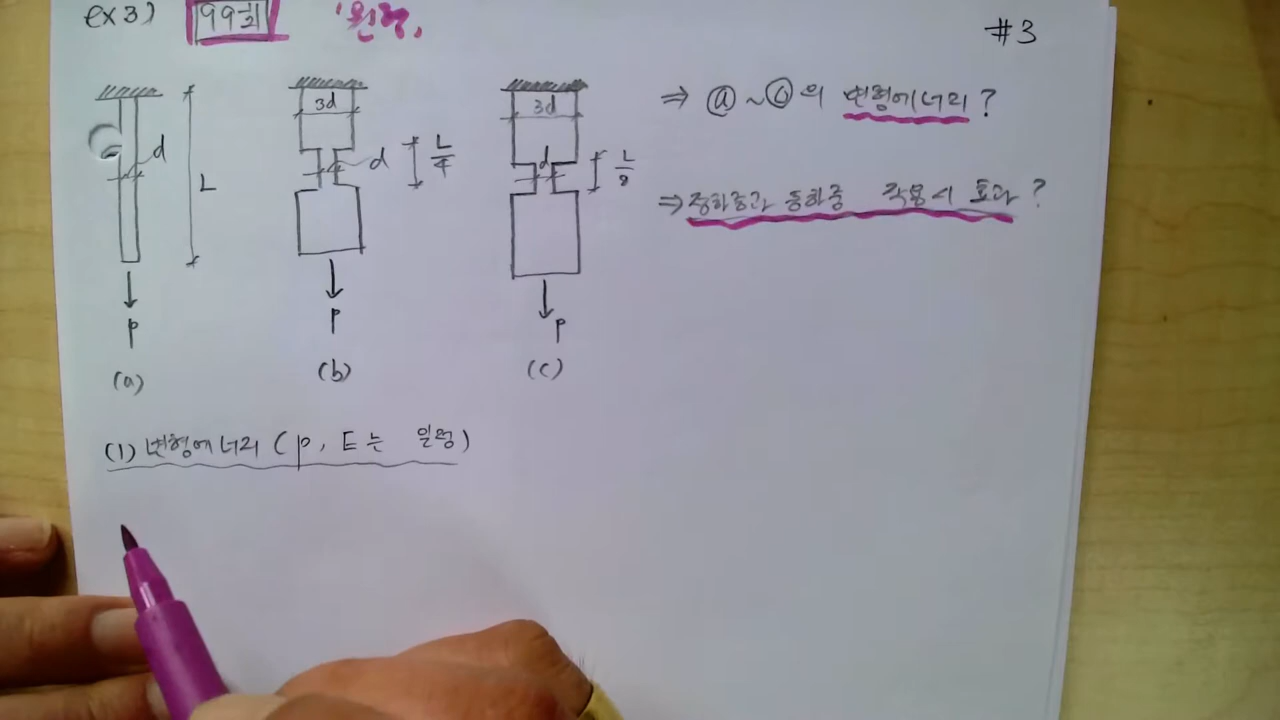 ex 3) 99회 '원형,
#3
3d
3d
d
L
d
L/4
d
L/8
P
P
P
(a)
(b)
(c)
⇒ ⓐ ~ ⓒ의 변형에너지 ?
⇒ 정하중과 동하중 작용시 효과 ?
(1) 변형에너지 (P, E는 일정)